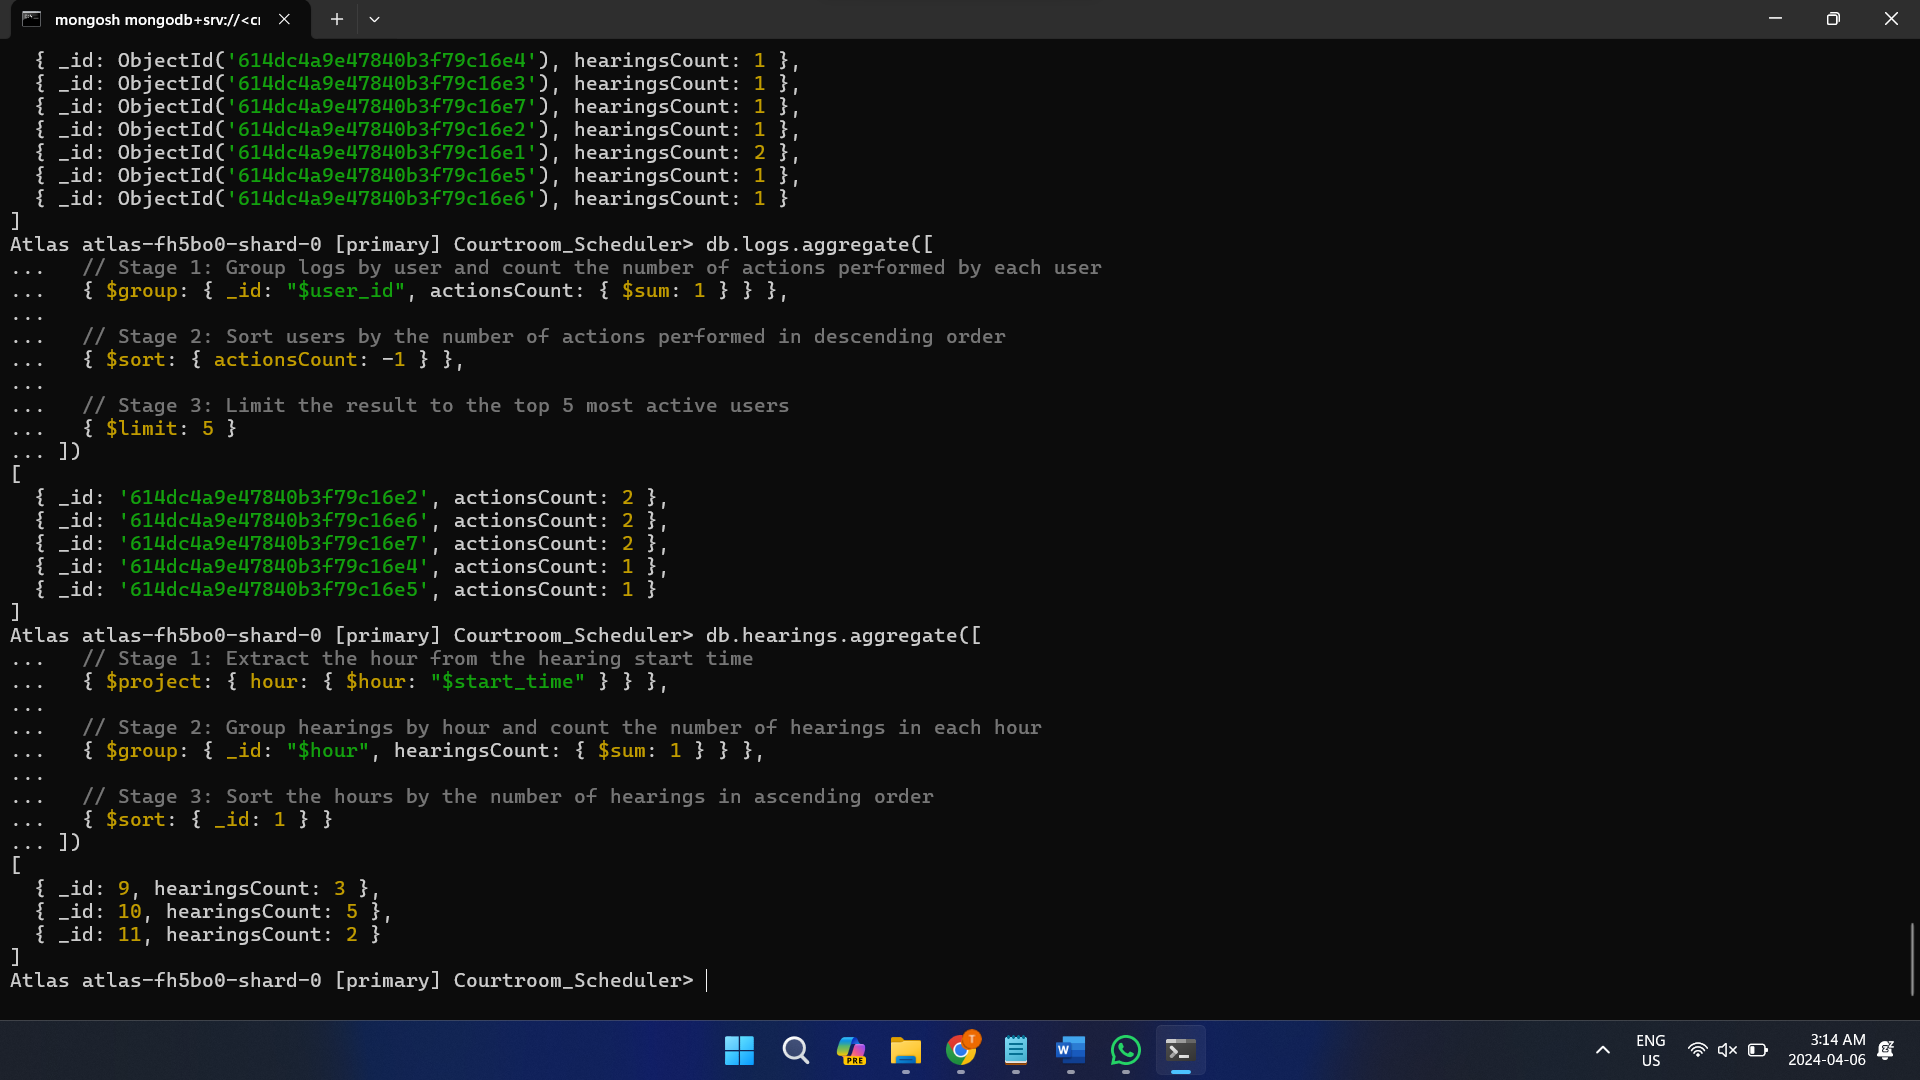 mongosh mongodb+srv://<cr
{ _id: ObjectId('614dc4a9e47840b3f79c16e4'), hearingsCount: 1 },
{ _id: ObjectId('614dc4a9e47840b3f79c16e3'), hearingsCount: 1 },
{ _id: ObjectId('614dc4a9e47840b3f79c16e7'), hearingsCount: 1 },
{ _id: ObjectId('614dc4a9e47840b3f79c16e2'), hearingsCount: 1 },
{ _id: ObjectId('614dc4a9e47840b3f79c16e1'), hearingsCount: 2 },
{ _id: ObjectId('614dc4a9e47840b3f79c16e5'), hearingsCount: 1 },
{ _id: ObjectId('614dc4a9e47840b3f79c16e6'), hearingsCount: 1 }
]
Atlas atlas-fh5bo0-shard-0 [primary] Courtroom_Scheduler> db.logs.aggregate([
...   // Stage 1: Group logs by user and count the number of actions performed by each user
...   { $group: { _id: "$user_id", actionsCount: { $sum: 1 } } },
...
...   // Stage 2: Sort users by the number of actions performed in descending order
...   { $sort: { actionsCount: -1 } },
...
...   // Stage 3: Limit the result to the top 5 most active users
...   { $limit: 5 }
... ])
[
{ _id: '614dc4a9e47840b3f79c16e2', actionsCount: 2 },
{ _id: '614dc4a9e47840b3f79c16e6', actionsCount: 2 },
{ _id: '614dc4a9e47840b3f79c16e7', actionsCount: 2 },
{ _id: '614dc4a9e47840b3f79c16e4', actionsCount: 1 },
{ _id: '614dc4a9e47840b3f79c16e5', actionsCount: 1 }
]
Atlas atlas-fh5bo0-shard-0 [primary] Courtroom_Scheduler> db.hearings.aggregate([
...   // Stage 1: Extract the hour from the hearing start time
...   { $project: { hour: { $hour: "$start_time" } } },
...
...   // Stage 2: Group hearings by hour and count the number of hearings in each hour
...   { $group: { _id: "$hour", hearingsCount: { $sum: 1 } } },
...
...   // Stage 3: Sort the hours by the number of hearings in ascending order
...   { $sort: { _id: 1 } }
... ])
[
{ _id: 9, hearingsCount: 3 },
{ _id: 10, hearingsCount: 5 },
{ _id: 11, hearingsCount: 2 }
]
Atlas atlas-fh5bo0-shard-0 [primary] Courtroom_Scheduler>
PRE
T
W
ENG
US
3:14 AM
2024-04-06